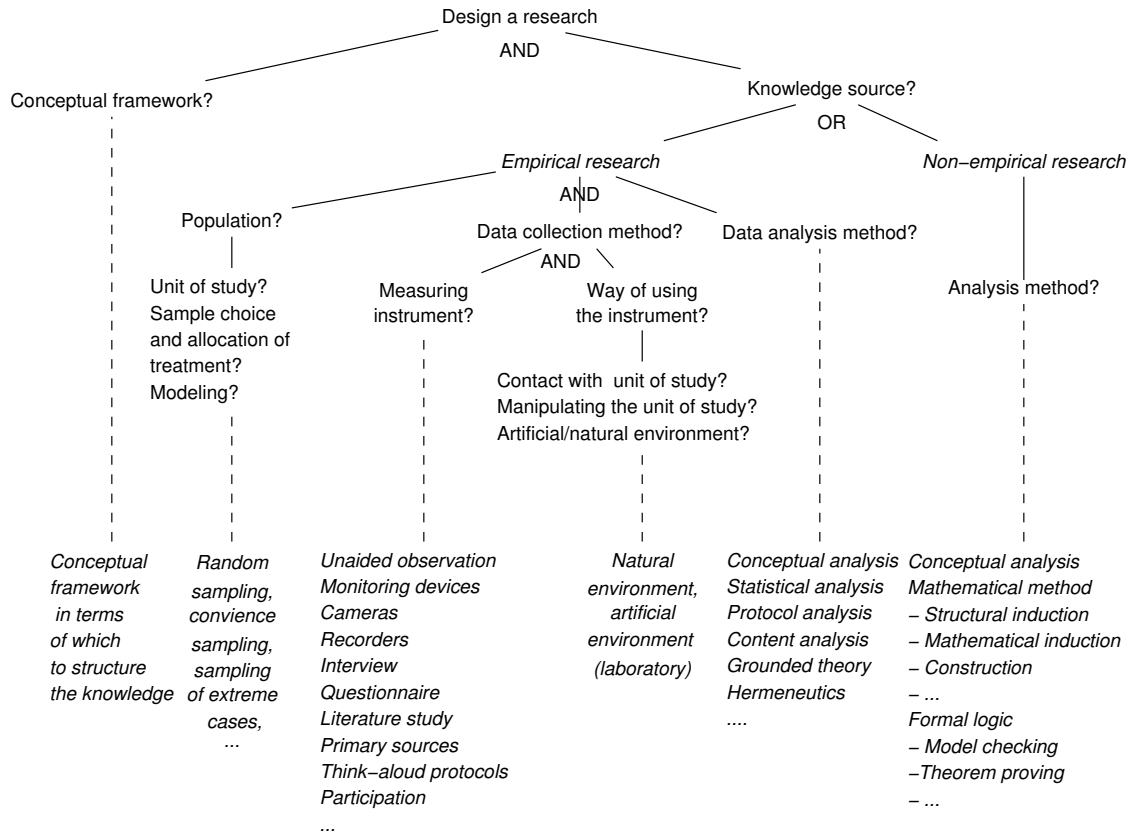 Design a research
AND
Conceptual framework?
Knowledge source?
OR
Empirical research
Non−empirical research
AND
Population?
Data collection method?
Data analysis method?
AND
Unit of study?
Sample choice
and allocation of
treatment?
Modeling?
Measuring
instrument?
Way of using
the instrument?
Analysis method?
Contact with unit of study?
Manipulating the unit of study?
Artificial/natural environment?
Conceptual
framework
in terms
of which
to structure
the knowledge
Random
sampling,
convience
sampling,
sampling
of extreme
cases,
...
Unaided observation
Monitoring devices
Cameras
Recorders
Interview
Questionnaire
Literature study
Primary sources
Think−aloud protocols
Participation
...
Natural
environment,
artificial
environment
(laboratory)
Conceptual analysis
Statistical analysis
Protocol analysis
Content analysis
Grounded theory
Hermeneutics
....
Conceptual analysis
Mathematical method
− Structural induction
− Mathematical induction
− Construction
− ...
Formal logic
− Model checking
−Theorem proving
− ...